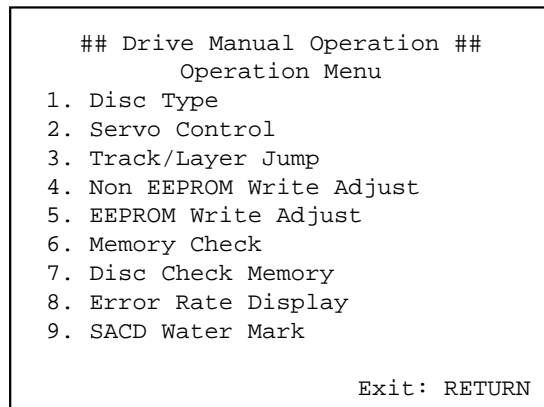 ## Drive Manual Operation ##
Operation Menu
1. Disc Type
2. Servo Control
3. Track/Layer Jump
4. Non EEPROM Write Adjust
5. EEPROM Write Adjust
6. Memory Check
7. Disc Check Memory
8. Error Rate Display
9. SACD Water Mark
Exit: RETURN